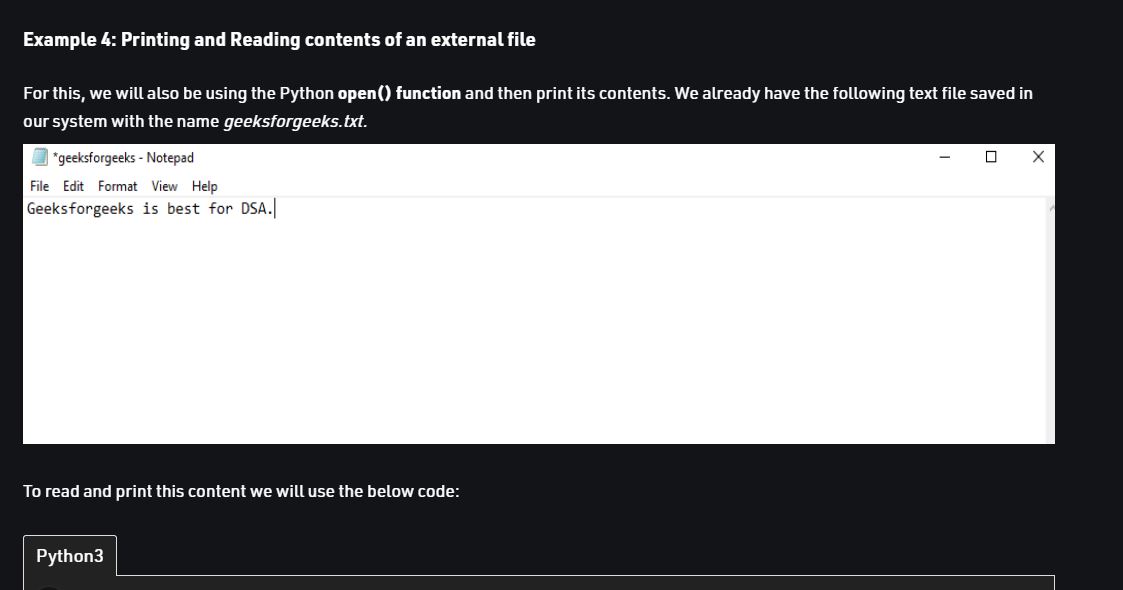 Example 4: Printing and Reading contents of an external file
For this, we will also be using the Python open() function and then print its contents. We already have the following text file saved in
our system with the name geeksforgeeks.txt.
*geeksforgeeks - Notepad
File Edit Format View Help
Geeksforgeeks is best for DSA.
To read and print this content we will use the below code:
Python3